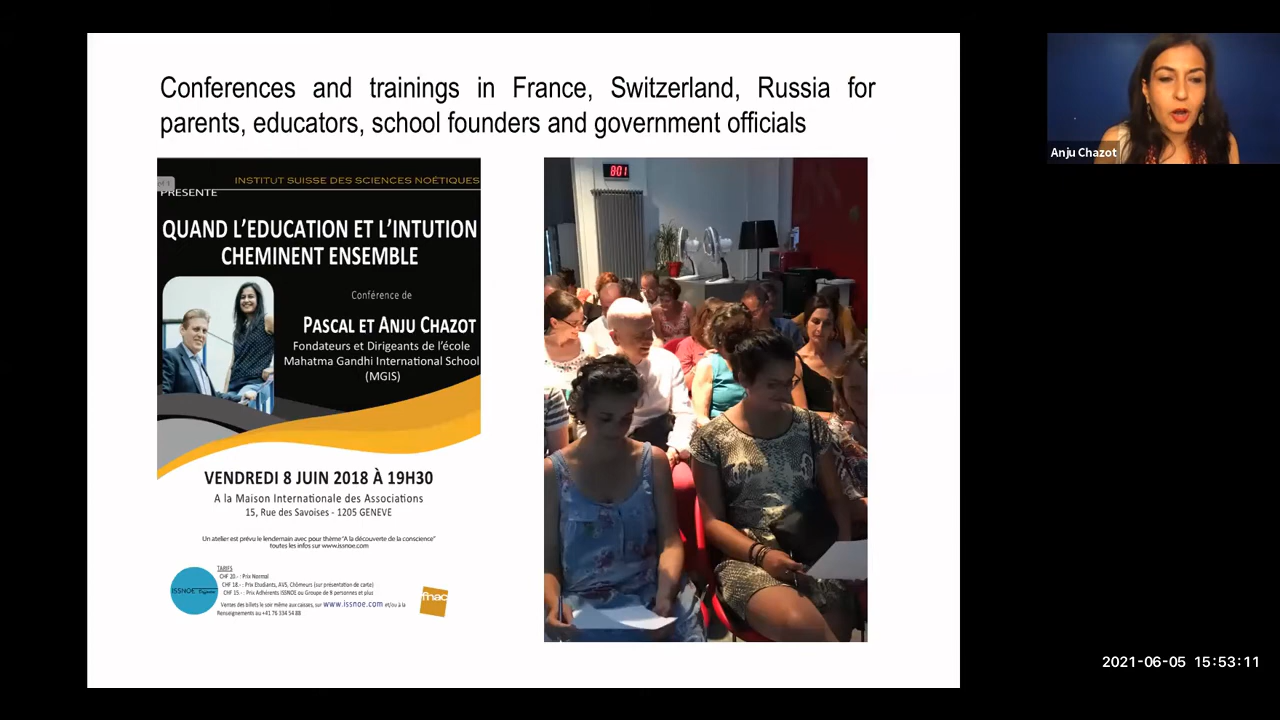 Conferences and trainings in France, Switzerland, Russia for
parents, educators, school founders and government officials
Anju Chazot
INSTITUT SUISSE DES SCIENCES NOÉTIQUES
PRÉSENTE
QUAND L'EDUCATION ET L'INTUTION
CHEMINENT ENSEMBLE
Conférence de
PASCAL ET ANJU CHAZOT
Fondateurs et Dirigeants de l'école
Mahatma Gandhi International School
(MGIS)
VENDREDI 8 JUIN 2018 À 19H30
A la Maison Internationale des Associations
15, Rue des Savoises - 1205 GENEVE
Un atelier est prévu le lendemain avec pour thème "A la découverte de la conscience"
toutes les infos sur www.issnoe.com
TARIFS
CHF 20.- : Prix Normal
CHF 18.- : Prix Etudiants, AVS, Chômeurs (sur présentation de carte)
CHF 15.- : Prix Adhérents ISSNOE ou Groupe de 9 personnes et plus
Ventes des billets le soir même aux caisses, sur www.issnoe.com et/ou à la
Renseignements au +41 76 334 54 88
ISSNOE
fnac
801
2021-06-05 15:53:11